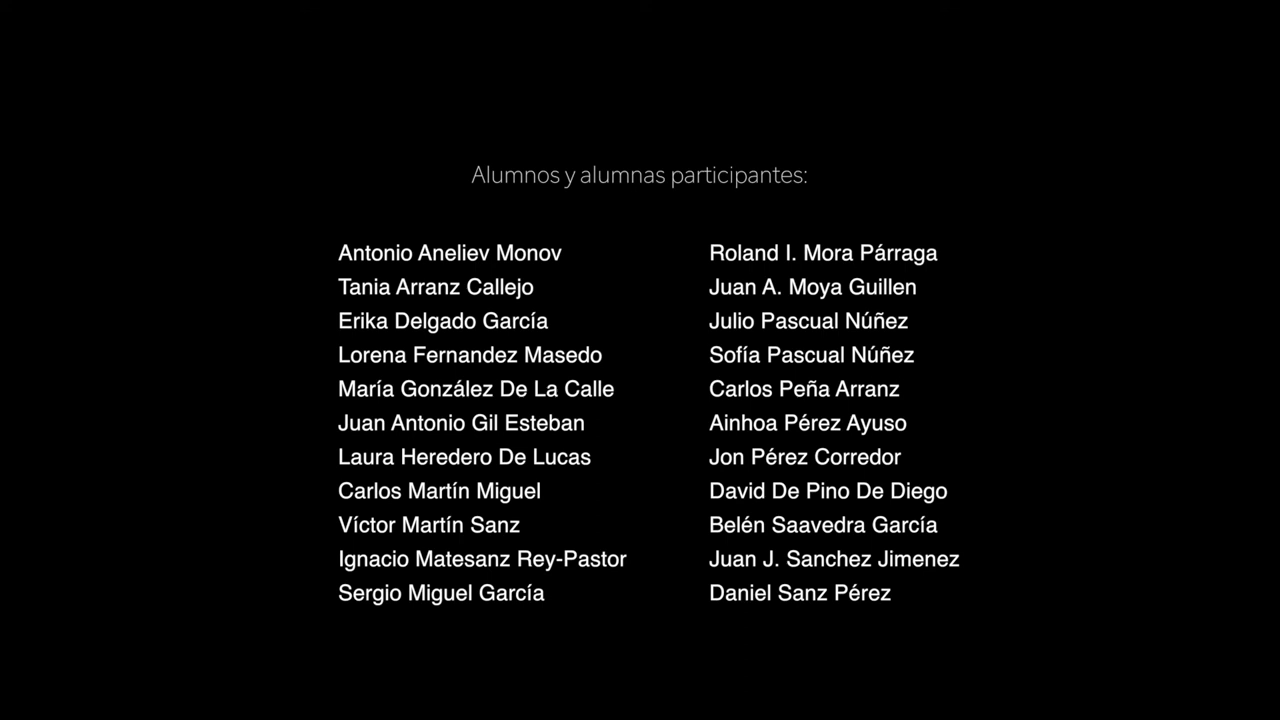 Alumnos y alumnas participantes:
Antonio Aneliev Monov
Tania Arranz Callejo
Erika Delgado García
Lorena Fernandez Masedo
María González De La Calle
Juan Antonio Gil Esteban
Laura Heredero De Lucas
Carlos Martín Miguel
Víctor Martín Sanz
Ignacio Matesanz Rey-Pastor
Sergio Miguel García
Roland I. Mora Párraga
Juan A. Moya Guillen
Julio Pascual Núñez
Sofía Pascual Núñez
Carlos Peña Arranz
Ainhoa Pérez Ayuso
Jon Pérez Corredor
David De Pino De Diego
Belén Saavedra García
Juan J. Sanchez Jimenez
Daniel Sanz Pérez